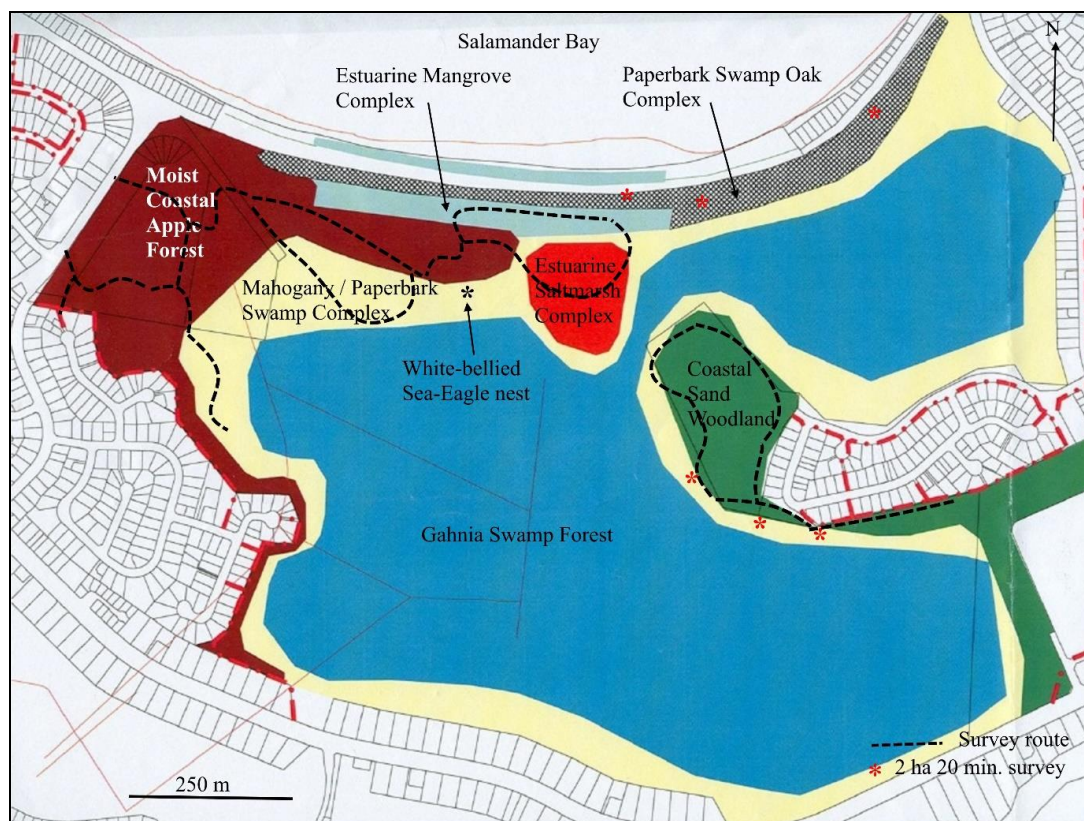 Salamander Bay
N
Estuarine Mangrove
Complex
Paperbark Swamp Oak
Complex
Moist
Coastal
Apple
Forest
Mahogany / Paperbark
Swamp Complex
Estuarine
Saltmarsh
Complex
White-bellied
Sea-Eagle nest
Coastal
Sand
Woodland
Gahnia Swamp Forest
Survey route
* 2 ha 20 min. survey
250 m